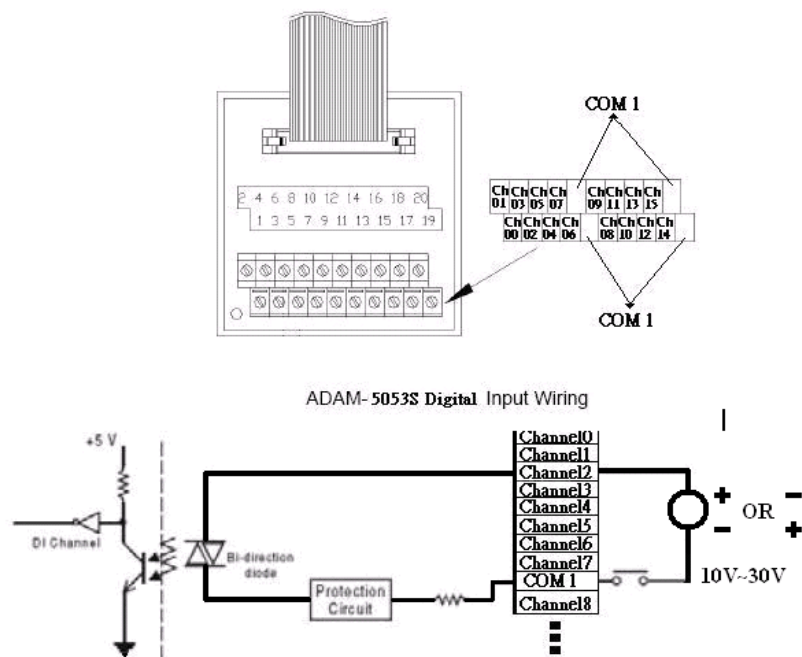 COM 1
2 4 6 8 10 12 14 16 18 20
1 3 5 7 9 11 13 15 17 19
Ch 01 Ch 03 Ch 05 Ch 07 Ch 09 Ch 11 Ch 13 Ch 15
Ch 00 Ch 02 Ch 04 Ch 06 Ch 08 Ch 10 Ch 12 Ch 14
COM 1
ADAM-5053S Digital Input Wiring
+5 V
DI Channel
Bi-direction
diode
Protection
Circuit
Channel0
Channel1
Channel2
Channel3
Channel4
Channel5
Channel6
Channel7
COM 1
Channel8
+ OR -
- +
10V~30V